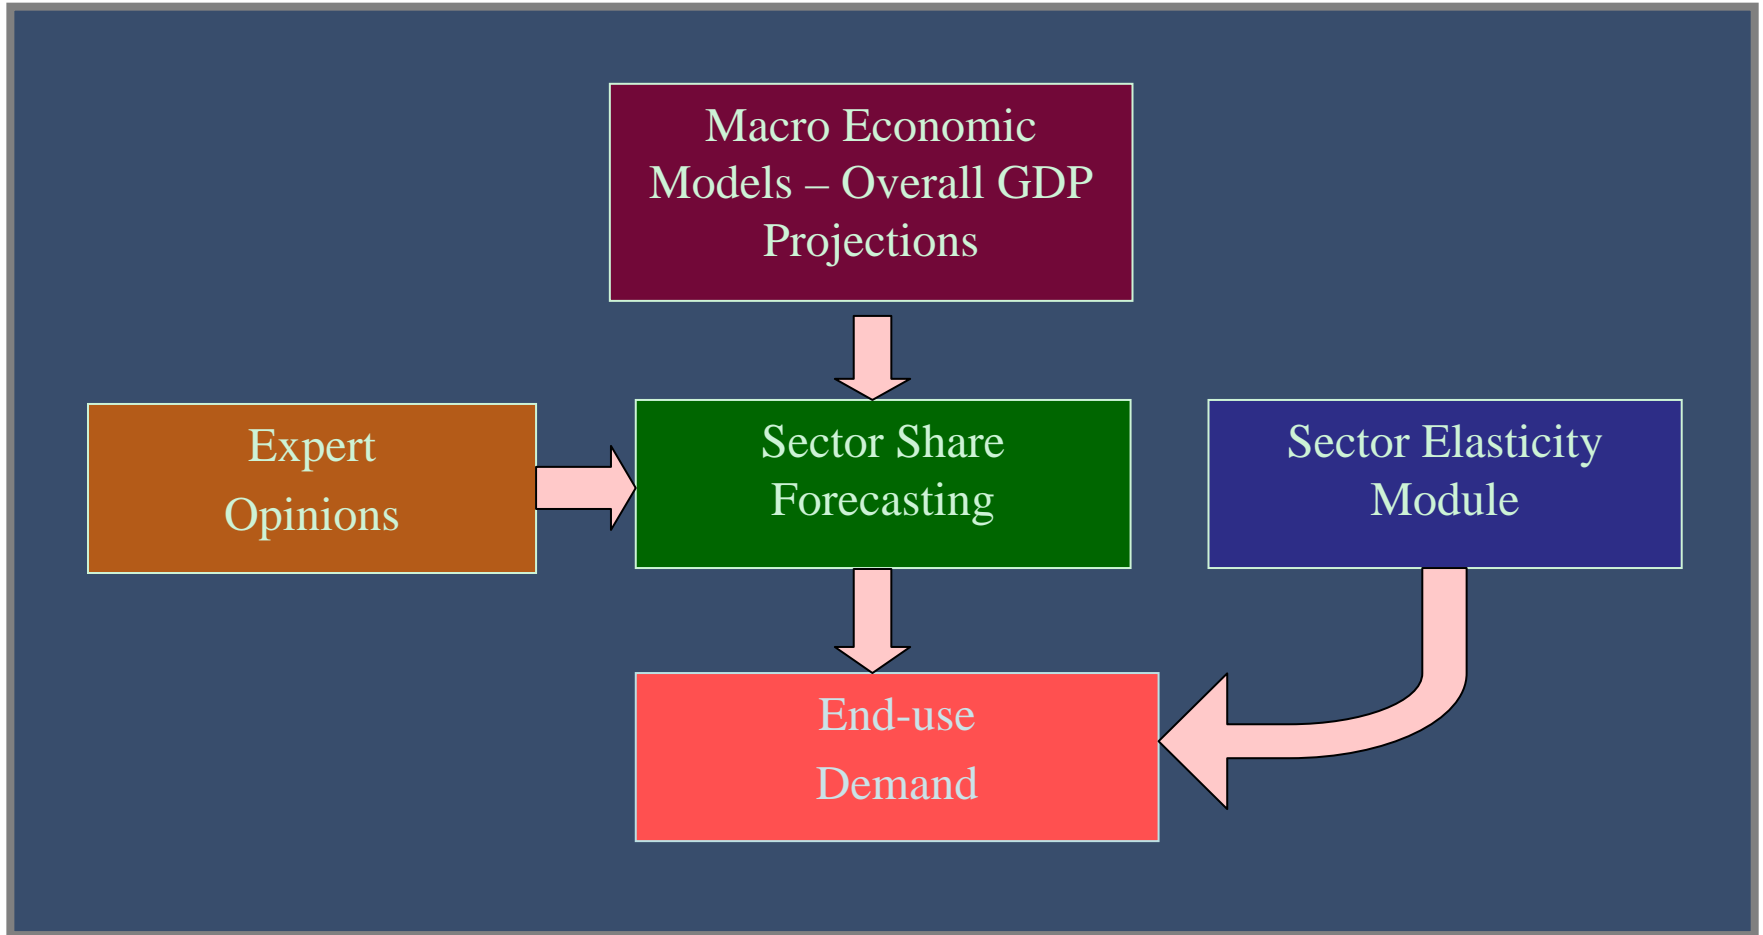 Macro Economic
Models – Overall GDP
Projections
Expert
Opinions
Sector Share
Forecasting
Sector Elasticity
Module
End-use
Demand